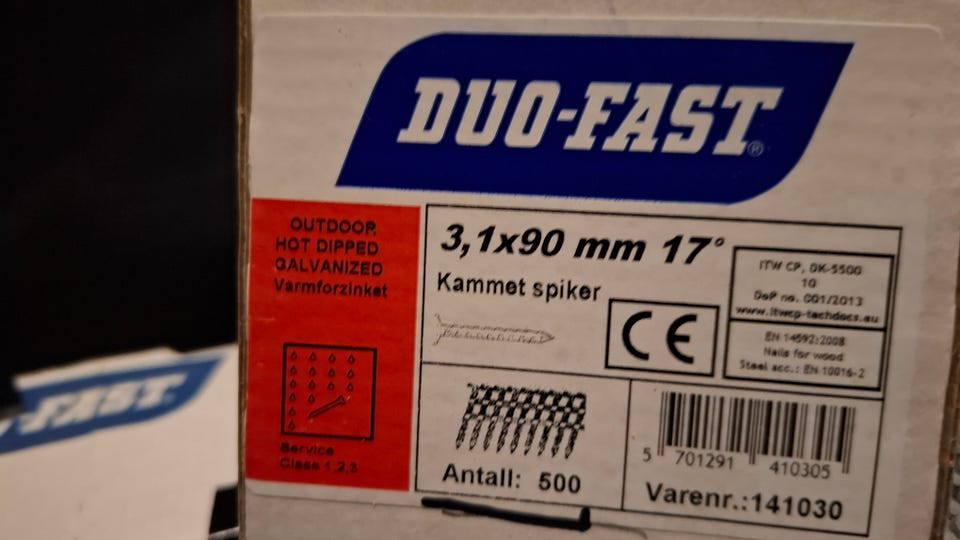 DUO-FAST®
OUTDOOR
HOT DIPPED
GALVANIZED
Varmforzinket
Service
Class 1,2,3
3,1x90 mm 17°
Kammet spiker
CE
ITW CP, DK-5500
10
DoP no. 001/2013
www.itwcp-techdocs.eu
EN 14592:2008
Nails for wood
Steel acc.: EN 10016-2
Antall: 500
5 701291 410305
Varenr.:141030
-FAST